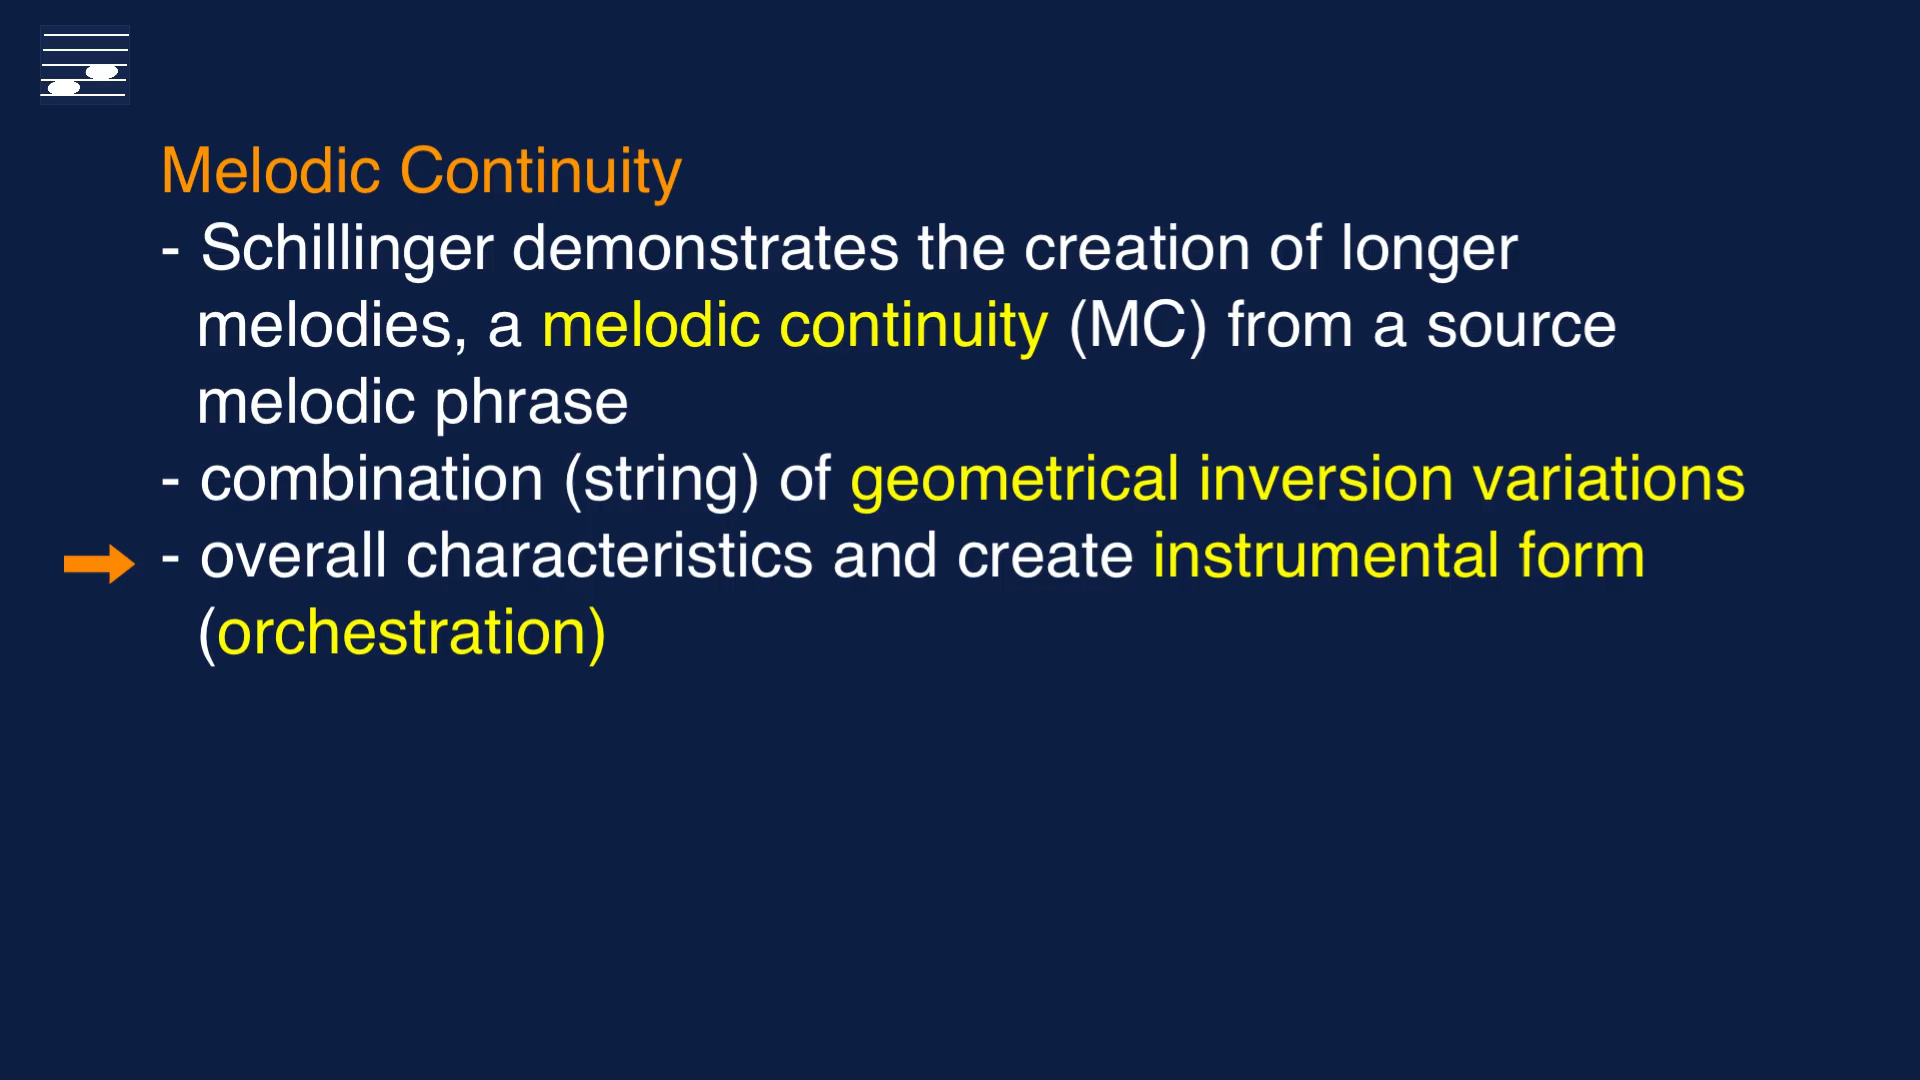 Melodic Continuity
- Schillinger demonstrates the creation of longer
melodies, a melodic continuity (MC) from a source
melodic phrase
- combination (string) of geometrical inversion variations
- overall characteristics and create instrumental form
(orchestration)